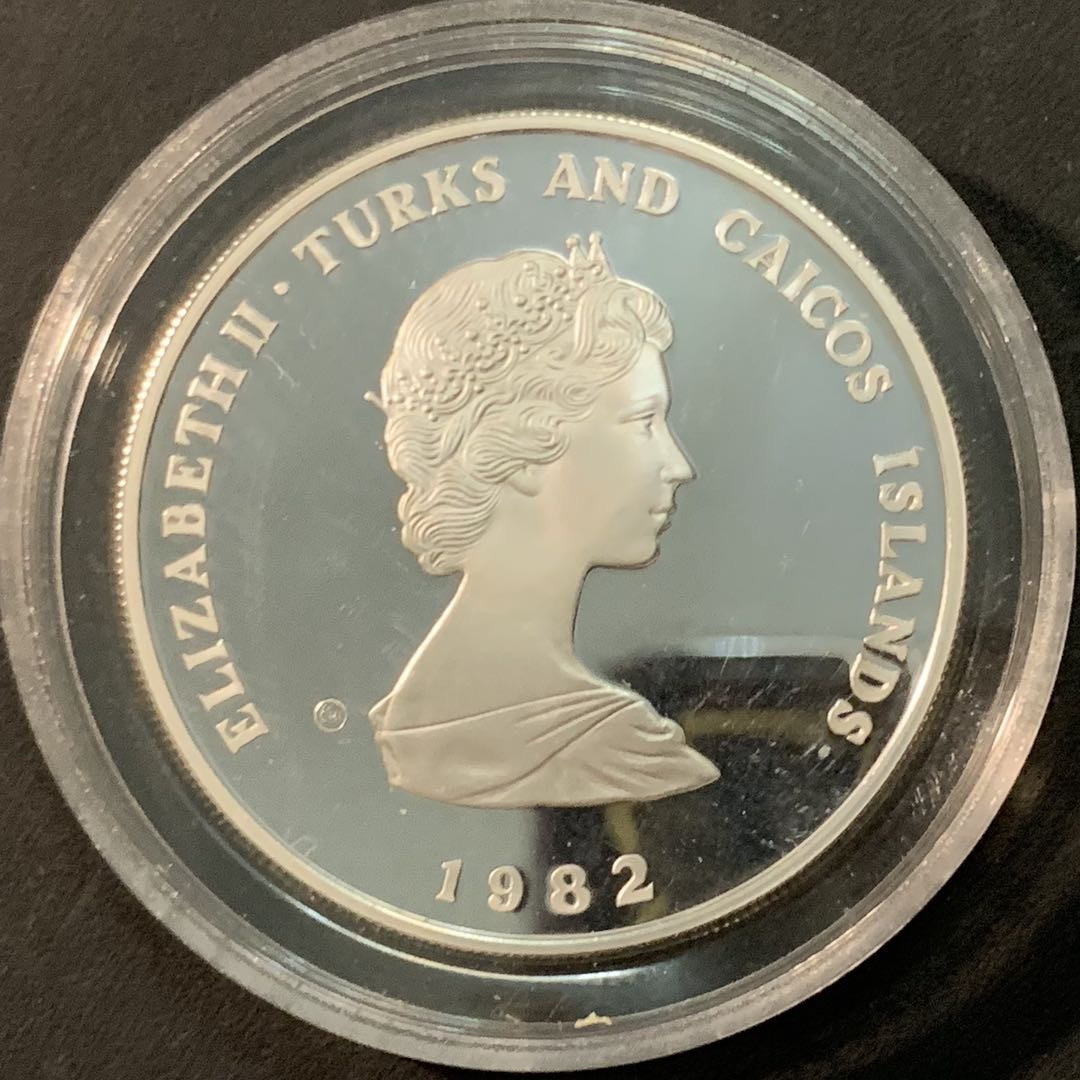 ELIZABETH II · TURKS AND CAICOS ISLANDS.
1982